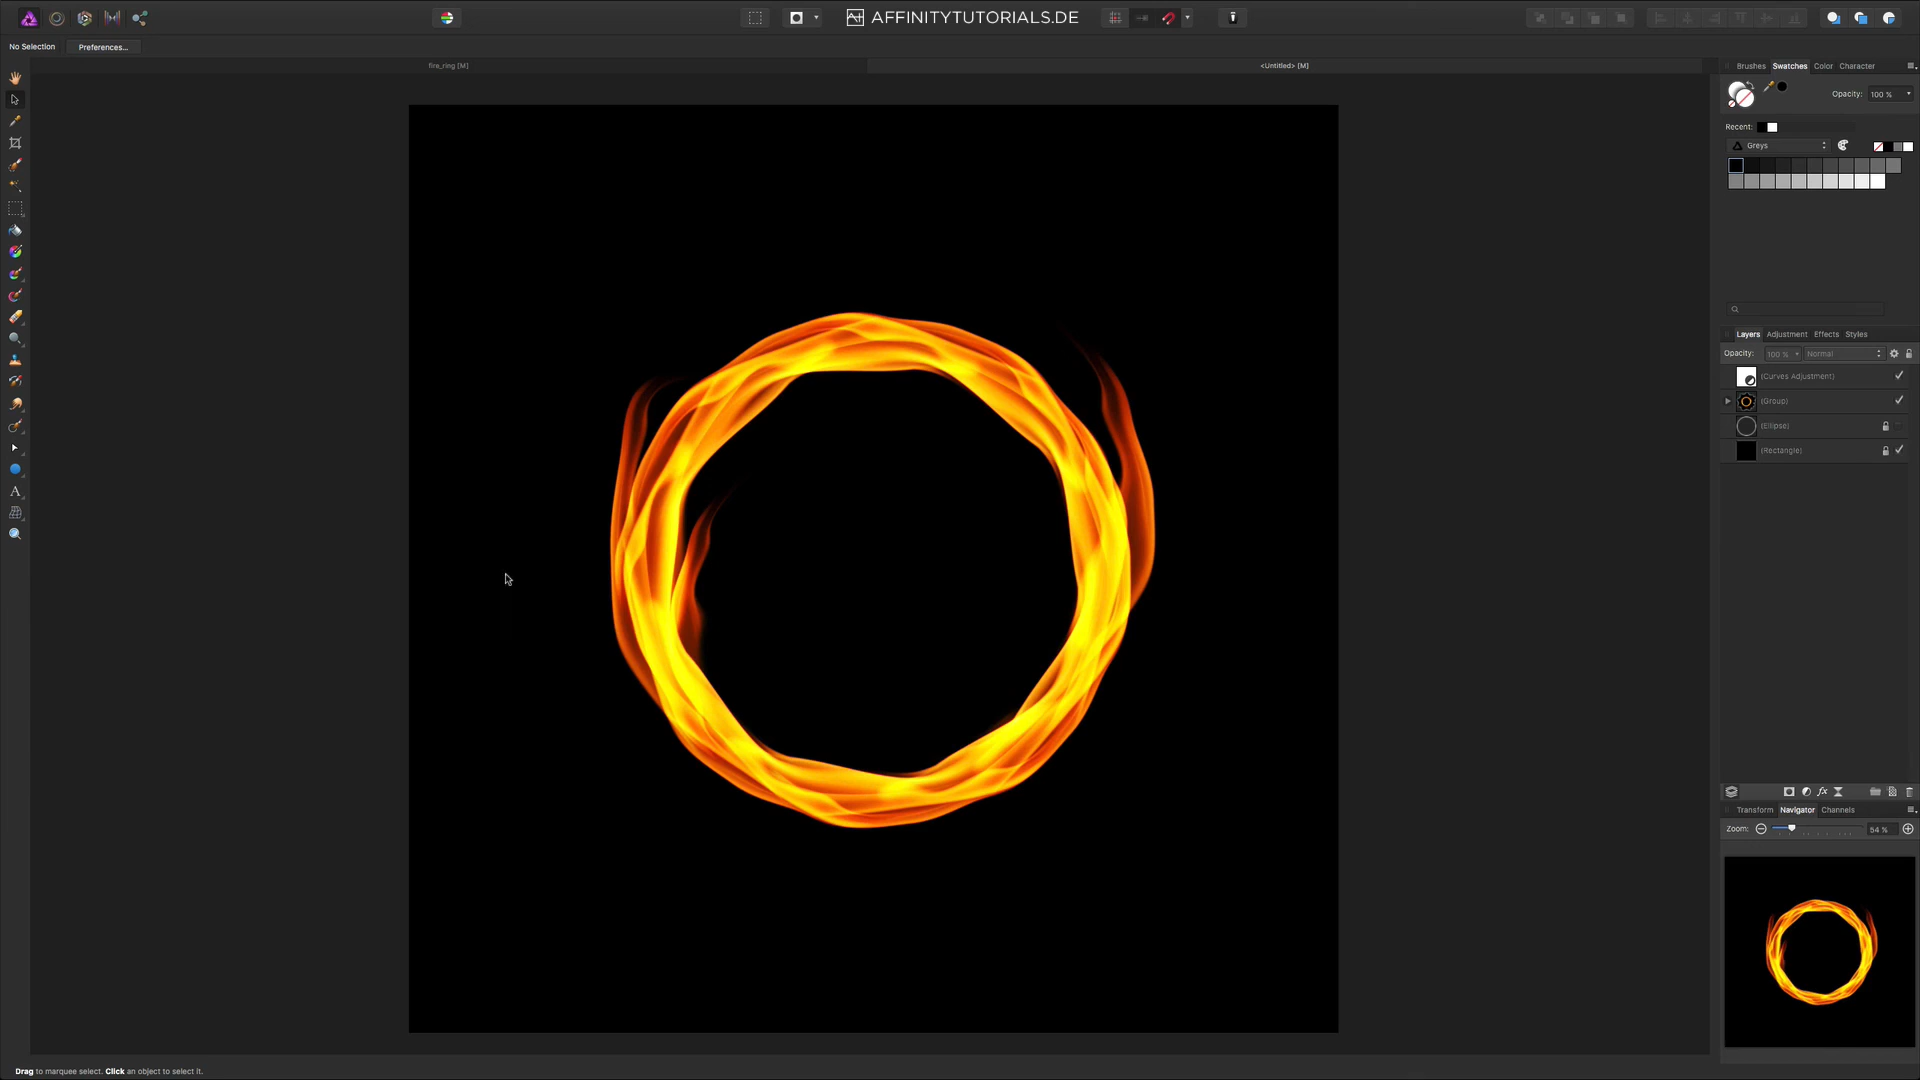 AFFINITYTUTORIALS.DE
No Selection
Preferences...
fire_ring [M]
<Untitled> [M]
Brushes
Swatches
Color
Character
Opacity:
100 %
Recent:
Greys
Layers
Adjustment
Effects
Styles
Opacity:
100 %
Normal
(Curves Adjustment)
(Group)
(Ellipse)
(Rectangle)
fx
Transform
Navigator
Channels
Zoom:
54 %
A
Drag to marquee select. Click an object to select it.